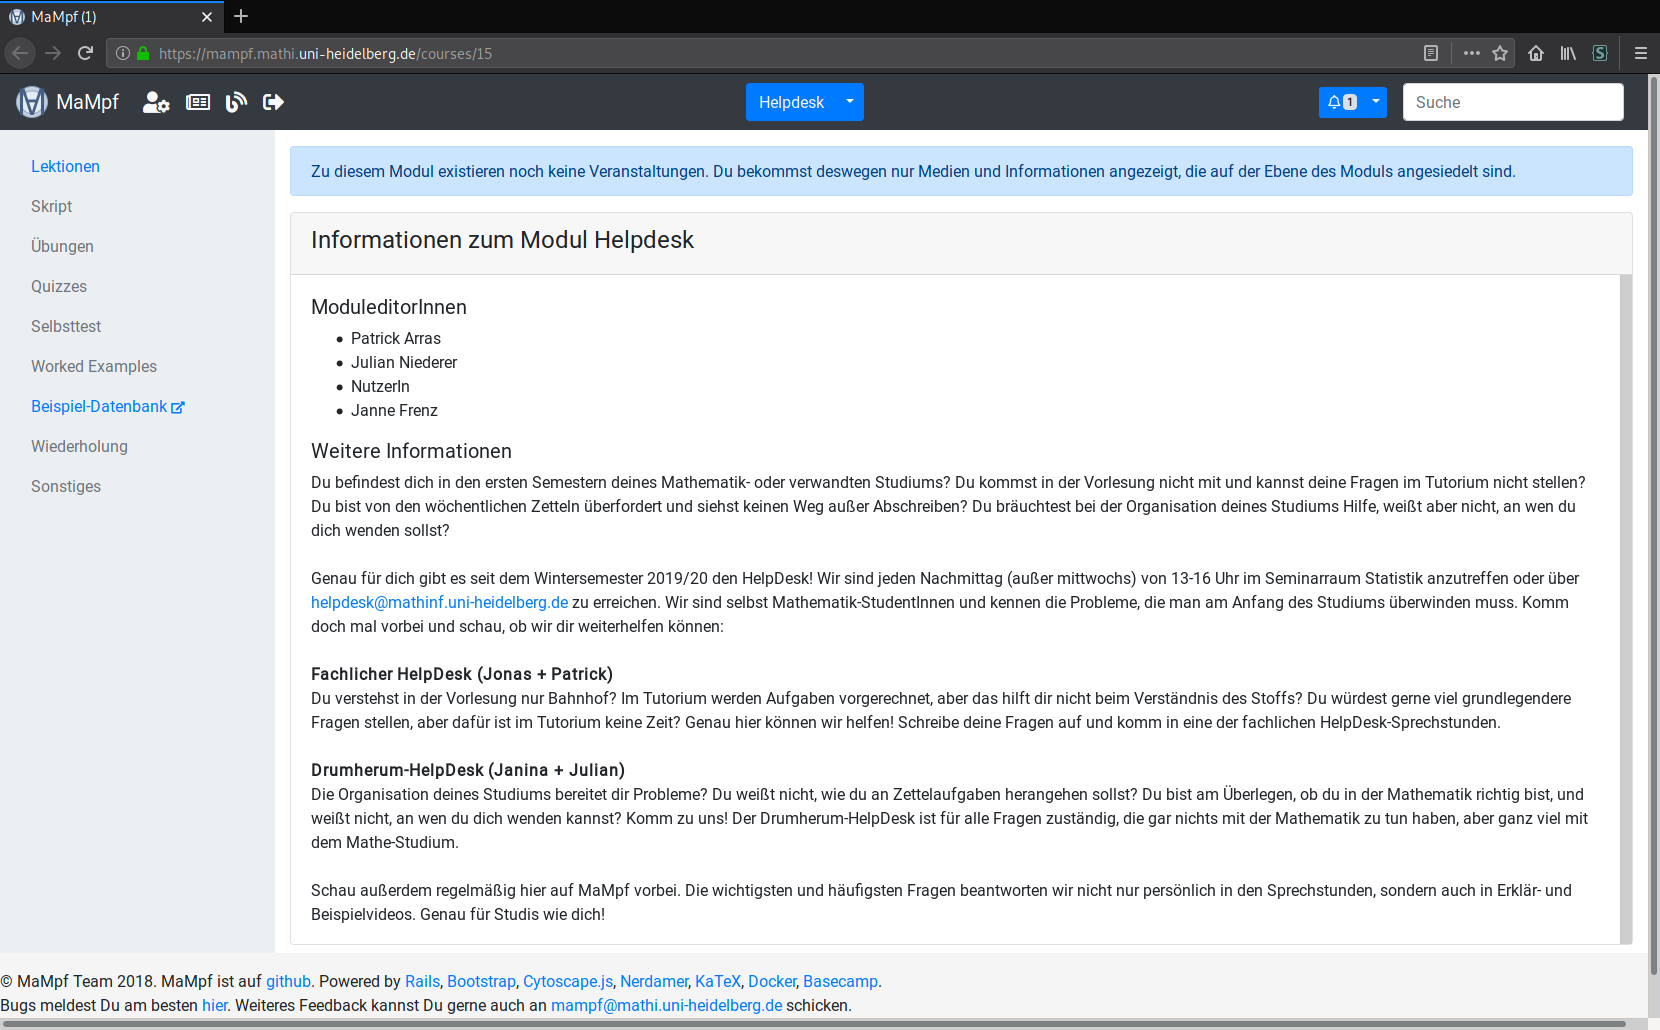 MaMpf (1)
https://mampf.mathi.uni-heidelberg.de/courses/15
MaMpf
Helpdesk
1
Suche
Lektionen
Skript
Übungen
Quizzes
Selbsttest
Worked Examples
Beispiel-Datenbank
Wiederholung
Sonstiges
Zu diesem Modul existieren noch keine Veranstaltungen. Du bekommst deswegen nur Medien und Informationen angezeigt, die auf der Ebene des Moduls angesiedelt sind.
Informationen zum Modul Helpdesk
ModuleditorInnen
• Patrick Arras
• Julian Niederer
• NutzerIn
• Janne Frenz
Weitere Informationen
Du befindest dich in den ersten Semestern deines Mathematik- oder verwandten Studiums? Du kommst in der Vorlesung nicht mit und kannst deine Fragen im Tutorium nicht stellen?
Du bist von den wöchentlichen Zetteln überfordert und siehst keinen Weg außer Abschreiben? Du bräuchtest bei der Organisation deines Studiums Hilfe, weißt aber nicht, an wen du
dich wenden sollst?
Genau für dich gibt es seit dem Wintersemester 2019/20 den HelpDesk! Wir sind jeden Nachmittag (außer mittwochs) von 13-16 Uhr im Seminarraum Statistik anzutreffen oder über
helpdesk@mathinf.uni-heidelberg.de zu erreichen. Wir sind selbst Mathematik-StudentInnen und kennen die Probleme, die man am Anfang des Studiums überwinden muss. Komm
doch mal vorbei und schau, ob wir dir weiterhelfen können:
Fachlicher HelpDesk (Jonas + Patrick)
Du verstehst in der Vorlesung nur Bahnhof? Im Tutorium werden Aufgaben vorgerechnet, aber das hilft dir nicht beim Verständnis des Stoffs? Du würdest gerne viel grundlegendere
Fragen stellen, aber dafür ist im Tutorium keine Zeit? Genau hier können wir helfen! Schreibe deine Fragen auf und komm in eine der fachlichen HelpDesk-Sprechstunden.
Drumherum-HelpDesk (Janina + Julian)
Die Organisation deines Studiums bereitet dir Probleme? Du weißt nicht, wie du an Zettelaufgaben herangehen sollst? Du bist am Überlegen, ob du in der Mathematik richtig bist, und
weißt nicht, an wen du dich wenden kannst? Komm zu uns! Der Drumherum-HelpDesk ist für alle Fragen zuständig, die gar nichts mit der Mathematik zu tun haben, aber ganz viel mit
dem Mathe-Studium.
Schau außerdem regelmäßig hier auf MaMpf vorbei. Die wichtigsten und häufigsten Fragen beantworten wir nicht nur persönlich in den Sprechstunden, sondern auch in Erklär- und
Beispielvideos. Genau für Studis wie dich!
© MaMpf Team 2018. MaMpf ist auf github. Powered by Rails, Bootstrap, Cytoscape.js, Nerdamer, KaTeX, Docker, Basecamp.
Bugs meldest Du am besten hier. Weiteres Feedback kannst Du gerne auch an mampf@mathi.uni-heidelberg.de schicken.